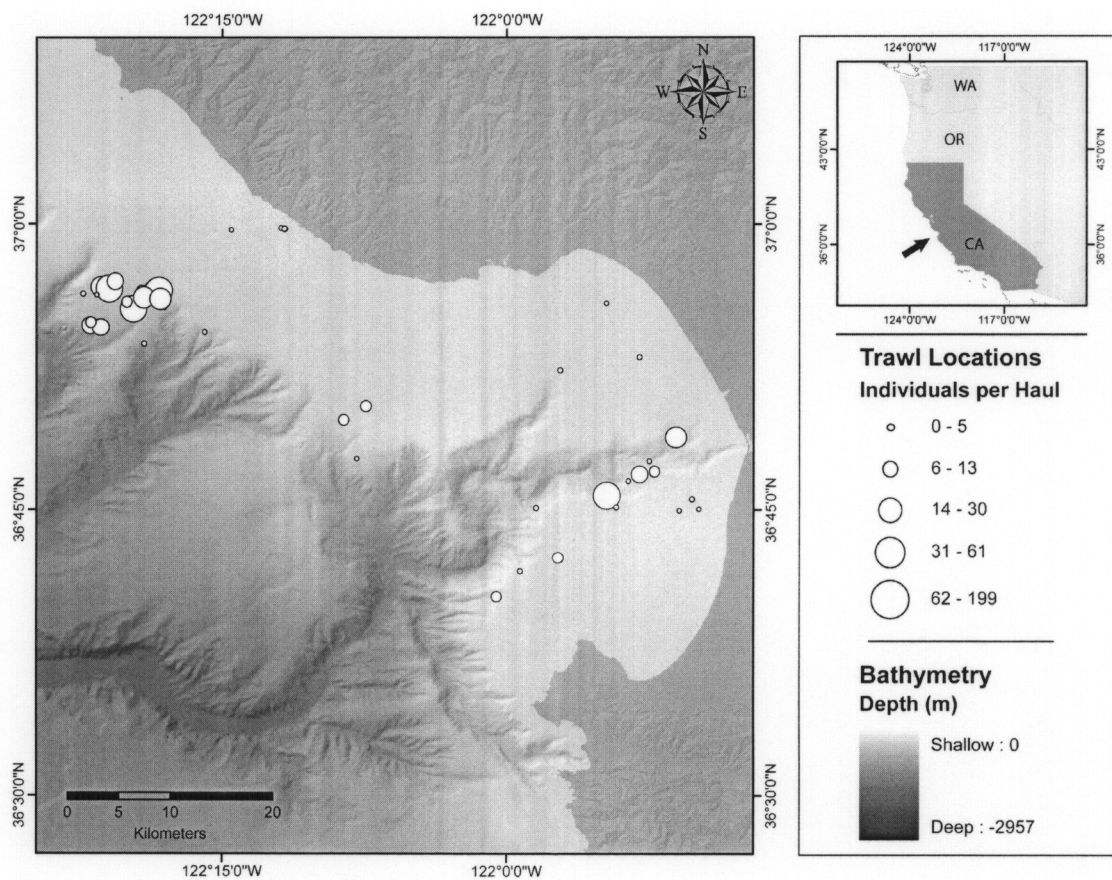 122°15'0"W
122°0'0"W
N
W
E
S
37°0'0"N
37°0'0"N
36°45'0"N
36°45'0"N
36°30'0"N
36°30'0"N
0
5
10
20
Kilometers
122°15'0"W
122°0'0"W
124°0'0"W
117°0'0"W
WA
OR
CA
43°0'0"N
43°0'0"N
36°0'0"N
36°0'0"N
124°0'0"W
117°0'0"W
Trawl Locations
Individuals per Haul
0 - 5
6 - 13
14 - 30
31 - 61
62 - 199
Bathymetry
Depth (m)
Shallow : 0
Deep : -2957